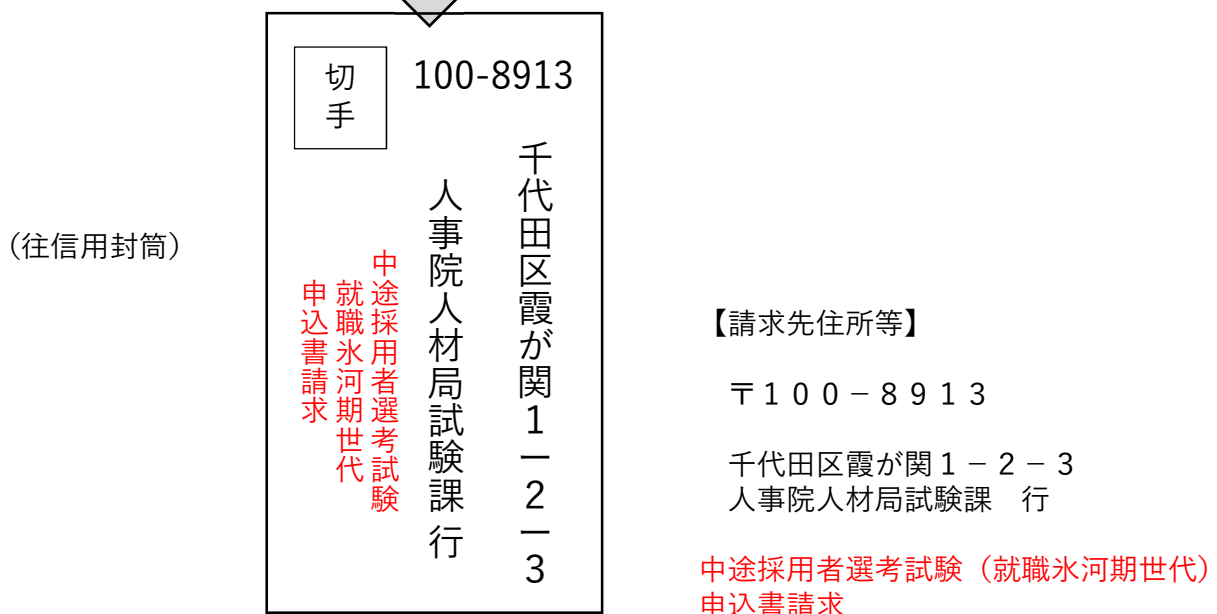 （往信用封筒）
切手
100-8913
千代田区霞が関1ー2ー3
人事院人材局試験課 行
中途採用者選考試験
就職氷河期世代
申込書請求
【請求先住所等】
〒１００－８９１３
千代田区霞が関１－２－３
人事院人材局試験課　行
中途採用者選考試験（就職氷河期世代）
申込書請求